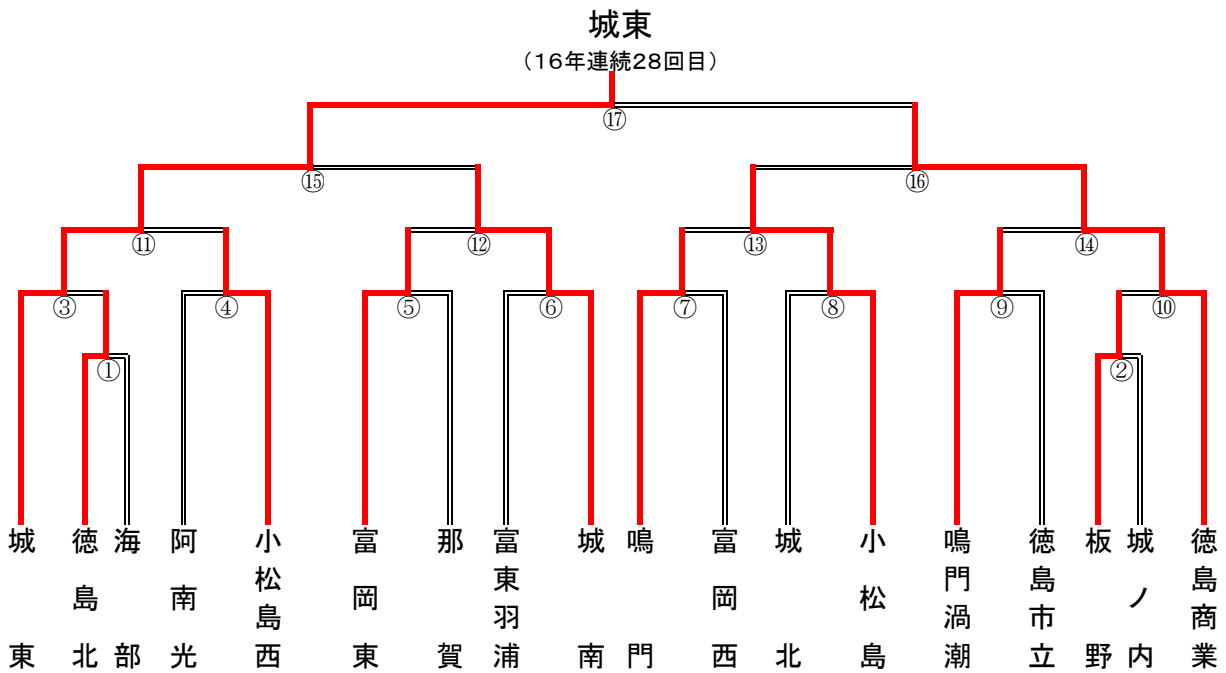 城東
（16年連続28回目）
⑰
⑮
⑯
⑪
⑫
⑬
⑭
③
④
⑤
⑥
⑦
⑧
⑨
⑩
①
②
城東
徳島北
海部
阿南光
小松島西
富岡東
那賀
富東羽浦
城南
鳴門
富岡西
城北
小松島
鳴門渦潮
徳島市立
板野
城ノ内
徳島商業